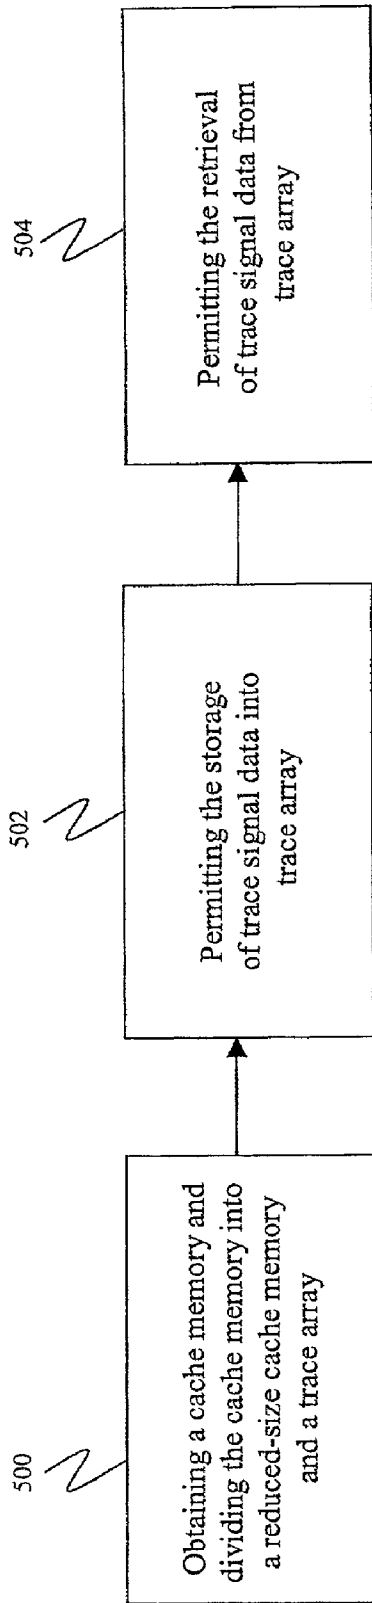 500
Obtaining a cache memory and
dividing the cache memory into
a reduced-size cache memory
and a trace array
502
Permitting the storage
of trace signal data into
trace array
504
Permitting the retrieval
of trace signal data from
trace array